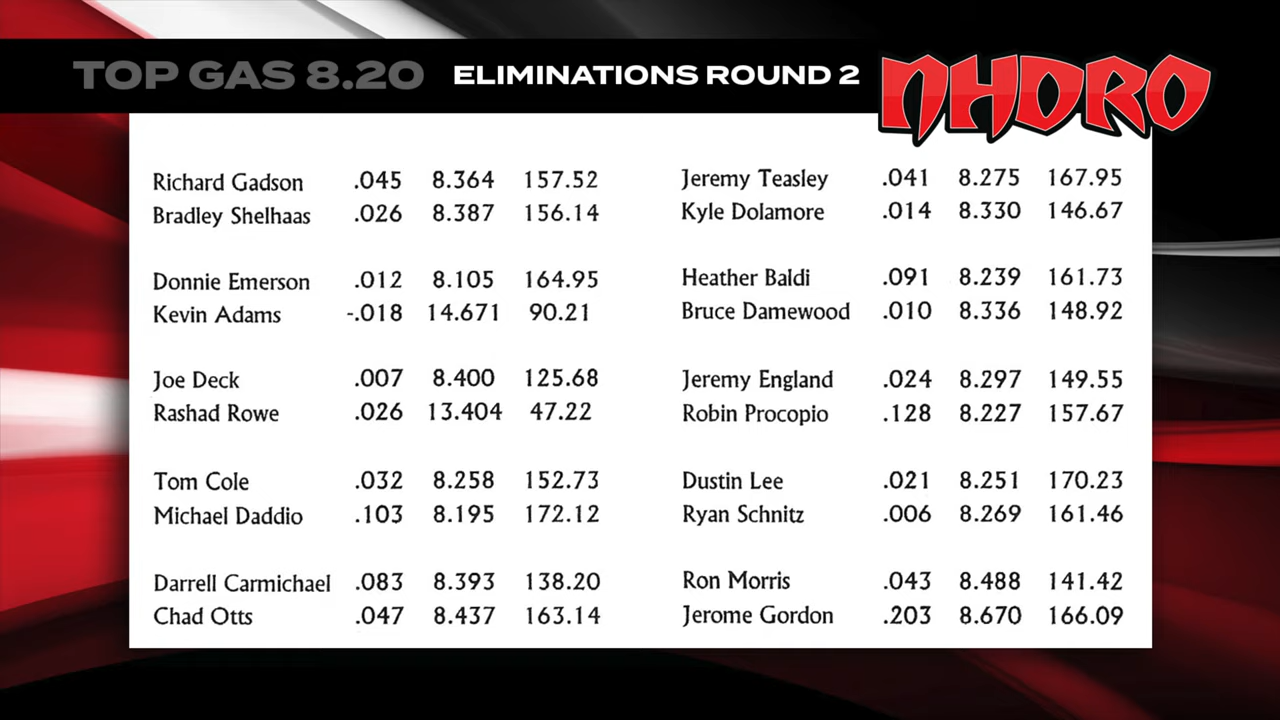 TOP GAS 8.20 ELIMINATIONS ROUND 2 NHDRO
Richard Gadson .045 8.364 157.52
Bradley Shelhaas .026 8.387 156.14
Donnie Emerson .012 8.105 164.95
Kevin Adams -.018 14.671 90.21
Joe Deck .007 8.400 125.68
Rashad Rowe .026 13.404 47.22
Tom Cole .032 8.258 152.73
Michael Daddio .103 8.195 172.12
Darrell Carmichael .083 8.393 138.20
Chad Otts .047 8.437 163.14
Jeremy Teasley .041 8.275 167.95
Kyle Dolamore .014 8.330 146.67
Heather Baldi .091 8.239 161.73
Bruce Damewood .010 8.336 148.92
Jeremy England .024 8.297 149.55
Robin Procopio .128 8.227 157.67
Dustin Lee .021 8.251 170.23
Ryan Schnitz .006 8.269 161.46
Ron Morris .043 8.488 141.42
Jerome Gordon .203 8.670 166.09